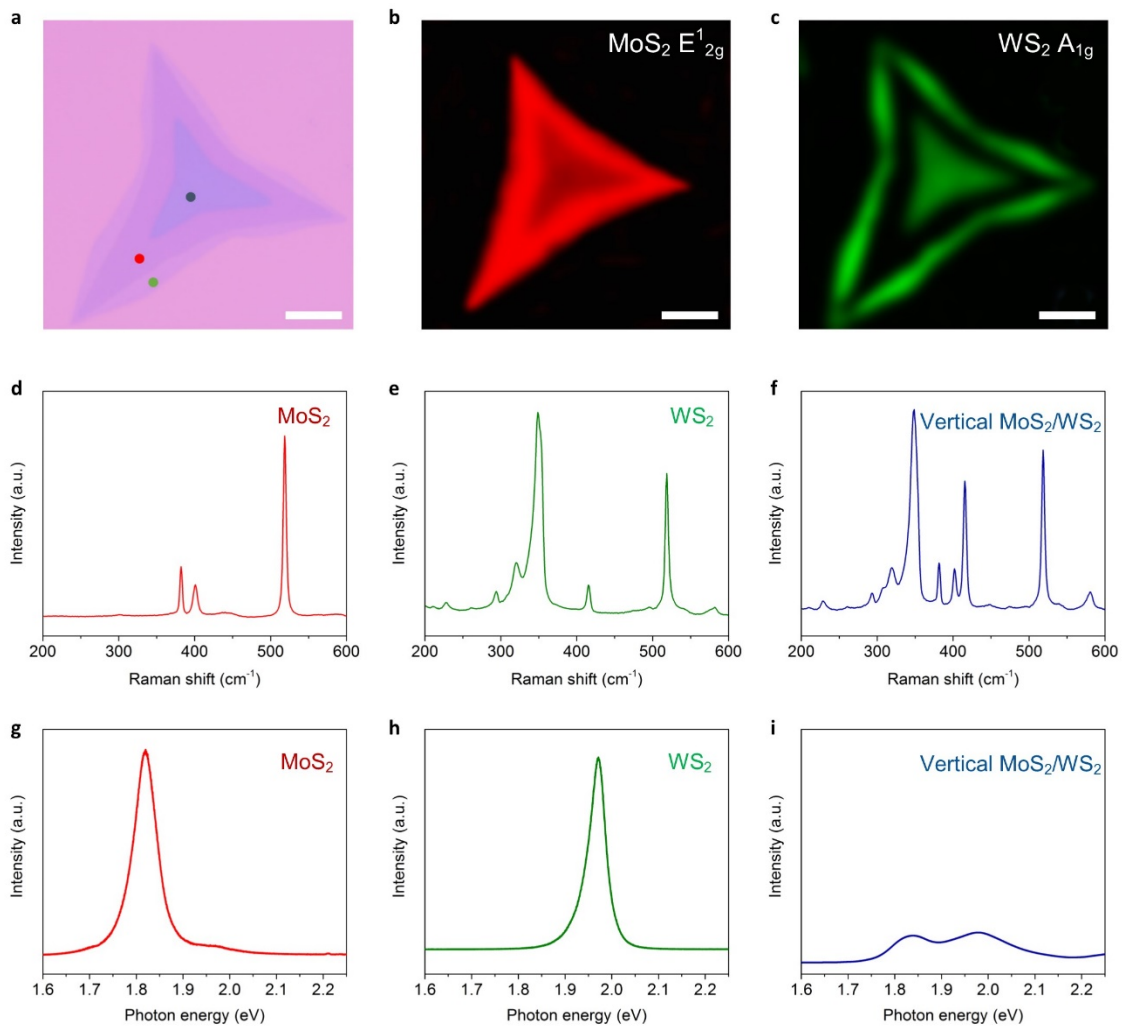 a
b
MoS₂ E¹₂g
c
WS₂ A₁g
d
MoS₂
Intensity (a.u.)
200 300 400 500 600
Raman shift (cm⁻¹)
e
WS₂
Intensity (a.u.)
200 300 400 500 600
Raman shift (cm⁻¹)
f
Vertical MoS₂/WS₂
Intensity (a.u.)
200 300 400 500 600
Raman shift (cm⁻¹)
g
MoS₂
Intensity (a.u.)
1.6 1.7 1.8 1.9 2.0 2.1 2.2
Photon energy (eV)
h
WS₂
Intensity (a.u.)
1.6 1.7 1.8 1.9 2.0 2.1 2.2
Photon energy (eV)
i
Vertical MoS₂/WS₂
Intensity (a.u.)
1.6 1.7 1.8 1.9 2.0 2.1 2.2
Photon energy (eV)